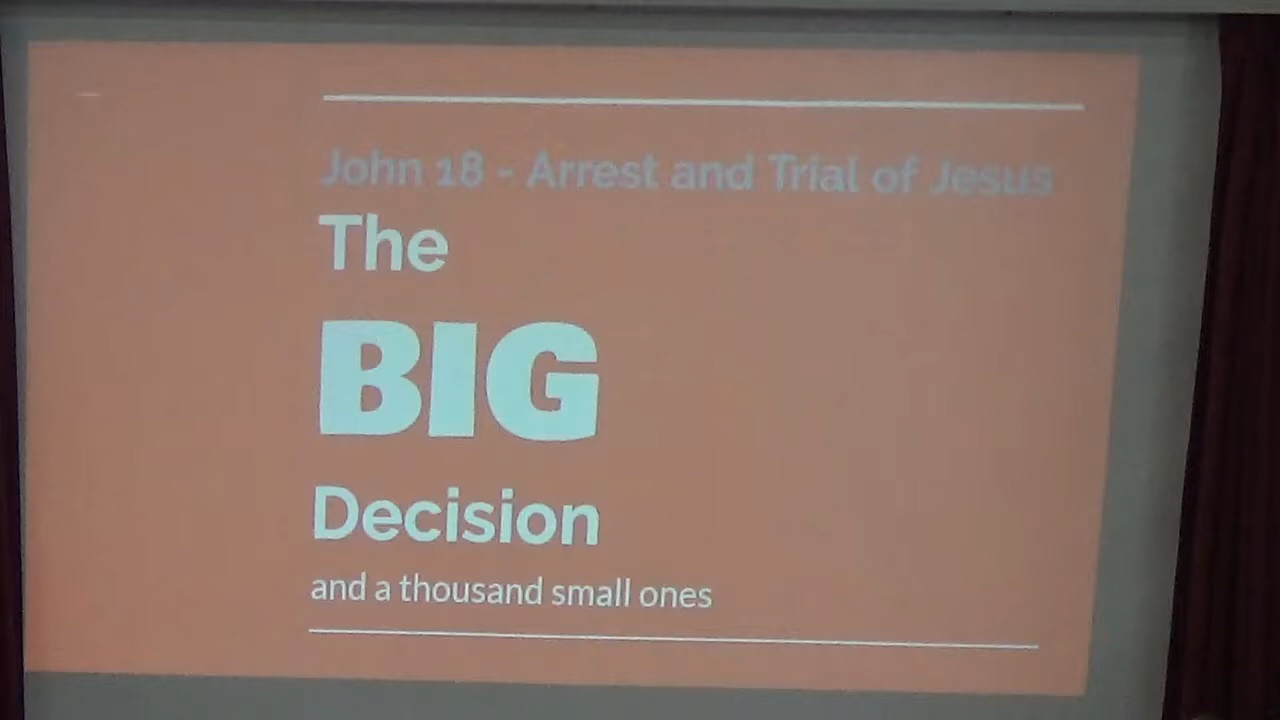 John 18 - Arrest and Trial of Jesus
The
BIG
Decision
and a thousand small ones